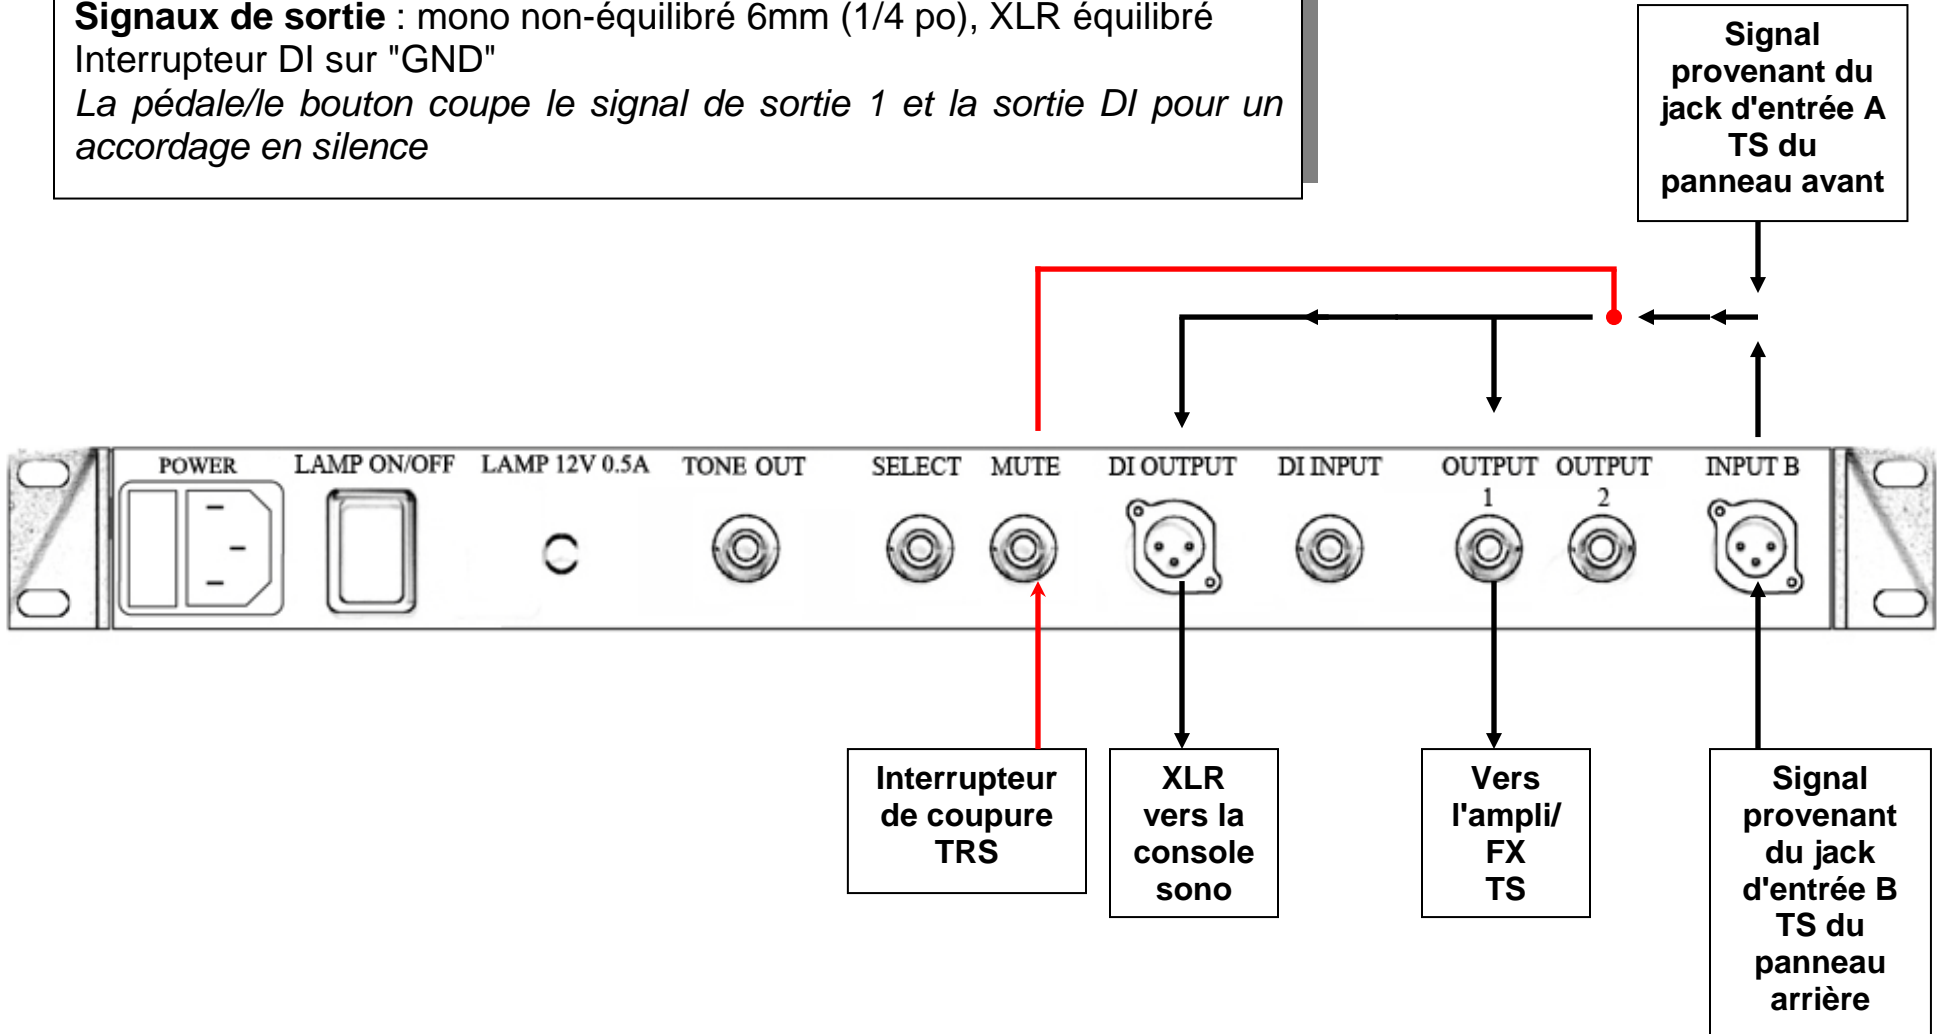 Signaux de sortie : mono non-équilibré 6mm (1/4 po), XLR équilibré
Interrupteur DI sur "GND"
La pédale/le bouton coupe le signal de sortie 1 et la sortie DI pour un
accordage en silence
Signal
provenant du
jack d'entrée A
TS du
panneau avant
POWER
LAMP ON/OFF
LAMP 12V 0.5A
TONE OUT
SELECT
MUTE
DI OUTPUT
DI INPUT
OUTPUT
1
OUTPUT
2
INPUT B
Interrupteur
de coupure
TRS
XLR
vers la
console
sono
Vers
l'ampli/
FX
TS
Signal
provenant
du jack
d'entrée B
TS du
panneau
arrière